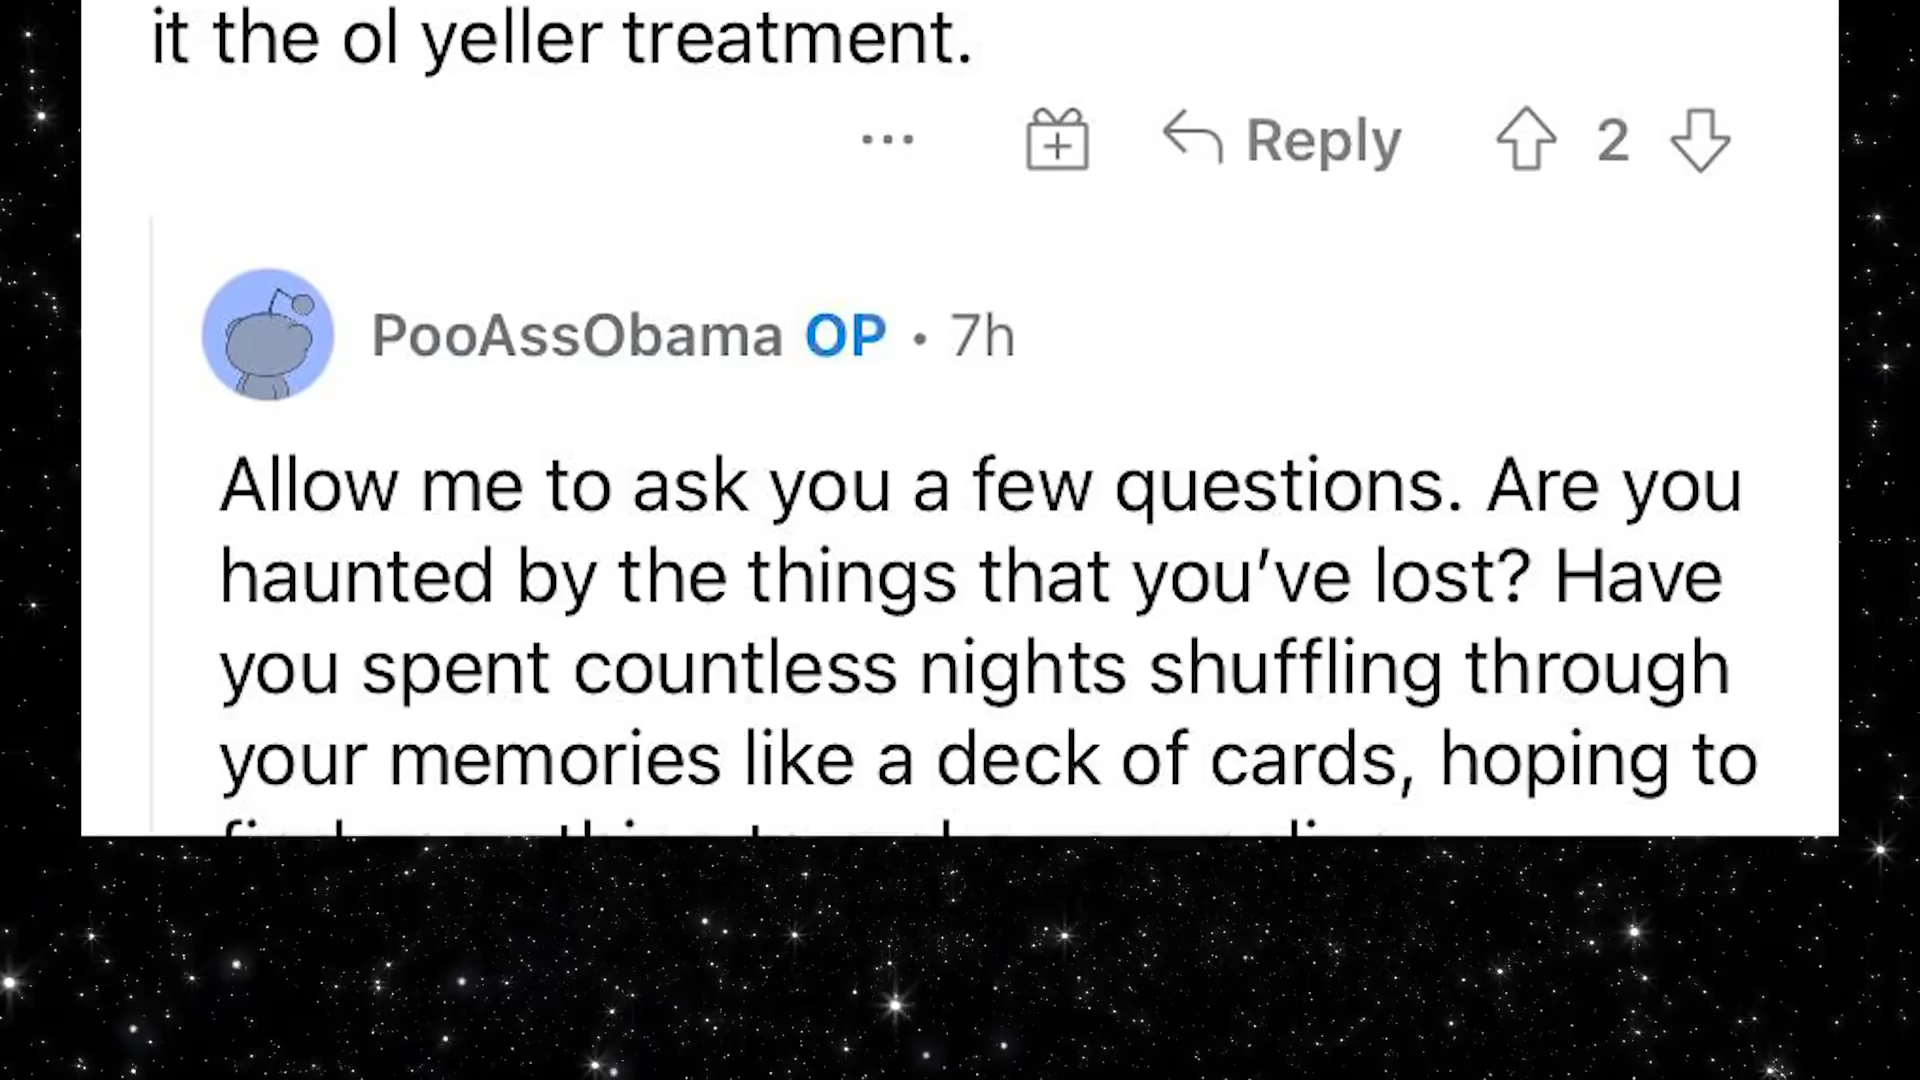 it the ol yeller treatment.
... Reply 2
PooAssObama OP • 7h
Allow me to ask you a few questions. Are you
haunted by the things that you’ve lost? Have
you spent countless nights shuffling through
your memories like a deck of cards, hoping to